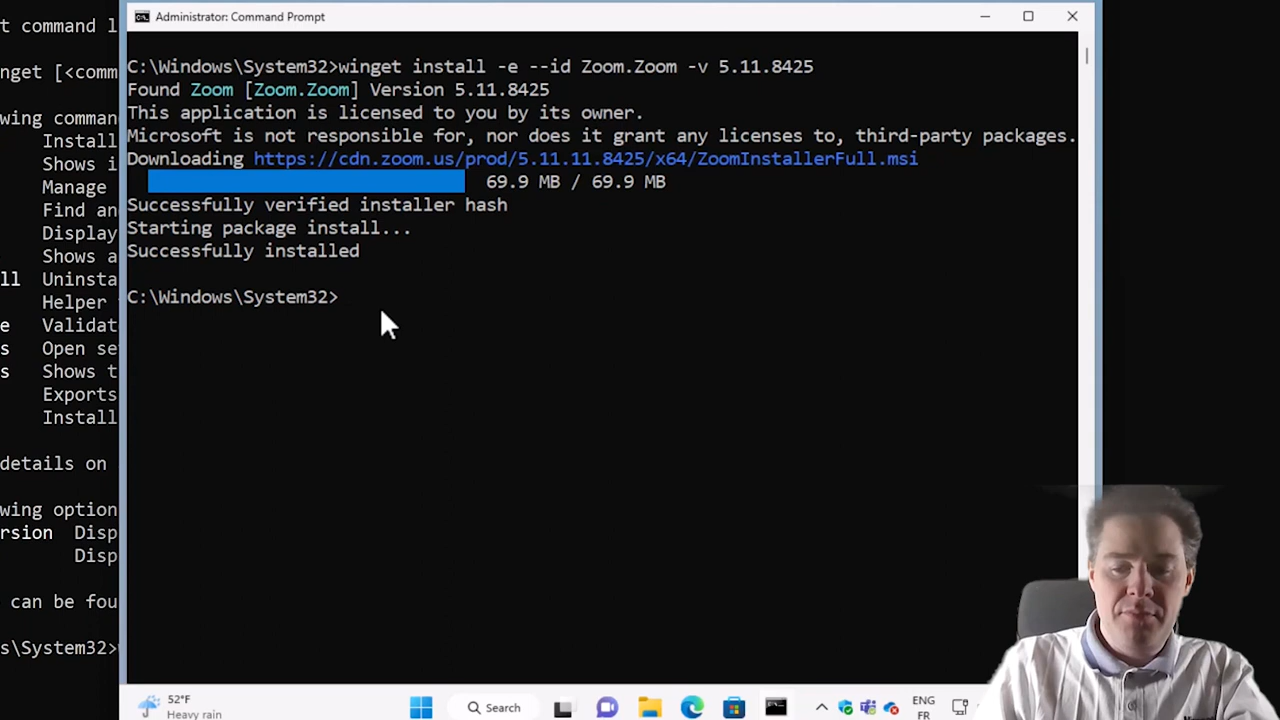 Administrator: Command Prompt
C:\Windows\System32>winget install -e --id Zoom.Zoom -v 5.11.8425
Found Zoom [Zoom.Zoom] Version 5.11.8425
This application is licensed to you by its owner.
Microsoft is not responsible for, nor does it grant any licenses to, third-party packages.
Downloading https://cdn.zoom.us/prod/5.11.11.8425/x64/ZoomInstallerFull.msi
69.9 MB / 69.9 MB
Successfully verified installer hash
Starting package install...
Successfully installed
C:\Windows\System32>
t command l
nget [<comm
wing command
Install
Shows i
Manage
Find an
Display
Shows a
ll Uninsta
Helper
e Validat
s Open se
s Shows t
Exports
Install
details on
wing option
rsion Disp
Disp
can be fou
s\System32>
52°F
Heavy rain
Search
ENG
FR